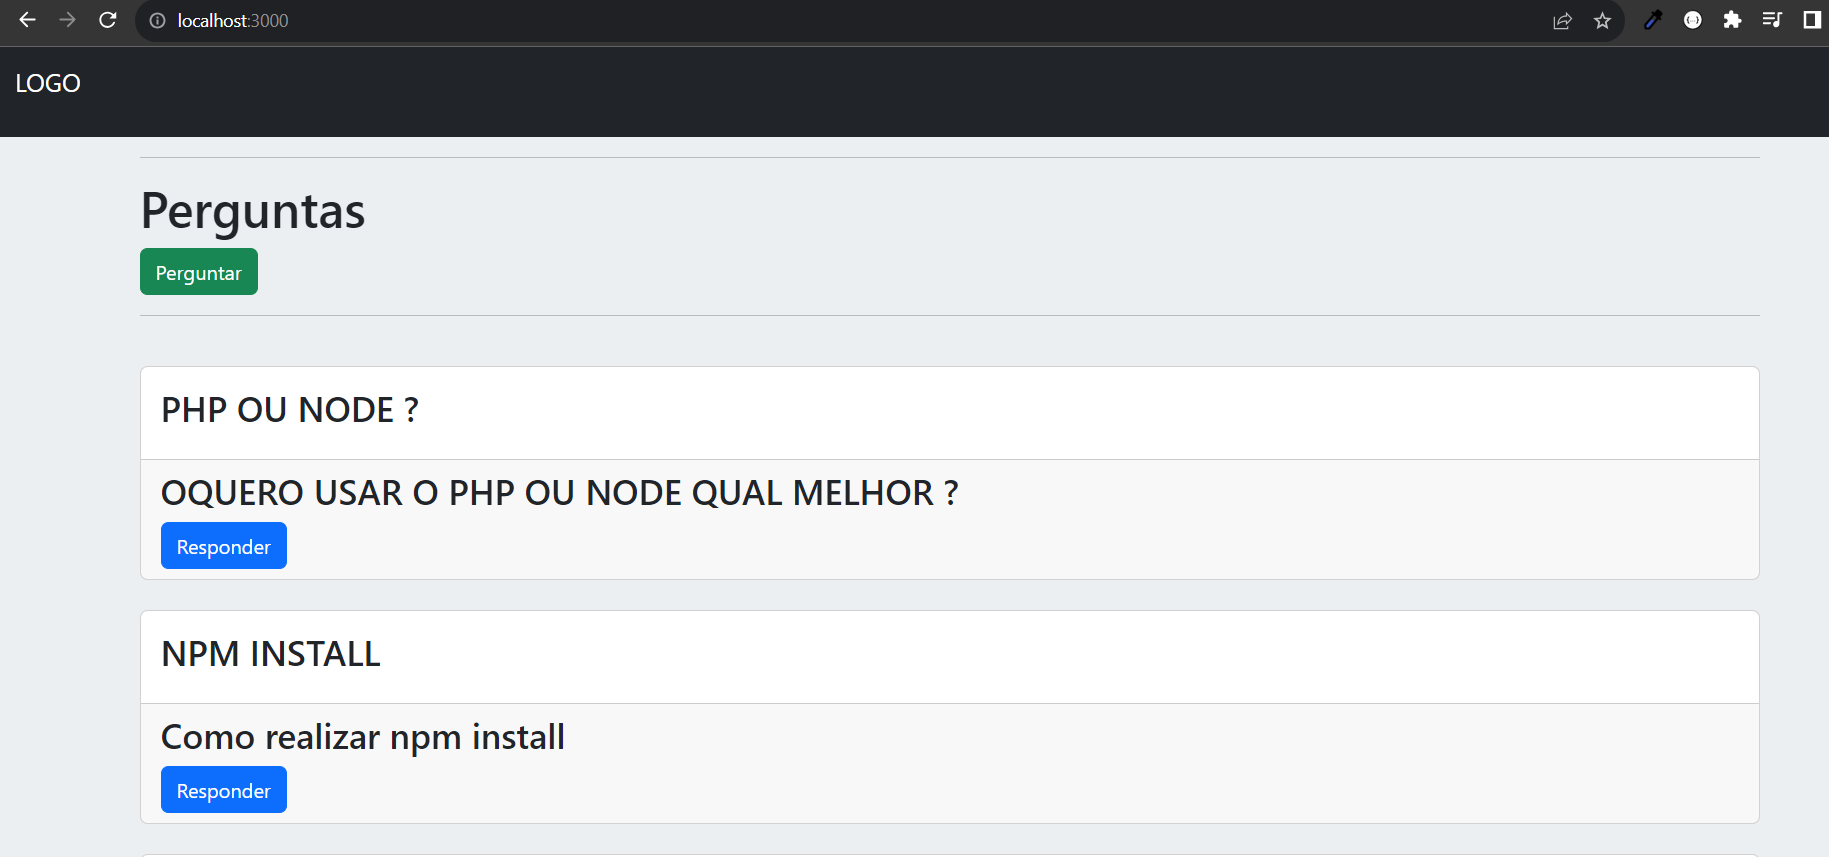 localhost:3000
LOGO
Perguntas
Perguntar
PHP OU NODE ?
OQUERO USAR O PHP OU NODE QUAL MELHOR ?
Responder
NPM INSTALL
Como realizar npm install
Responder